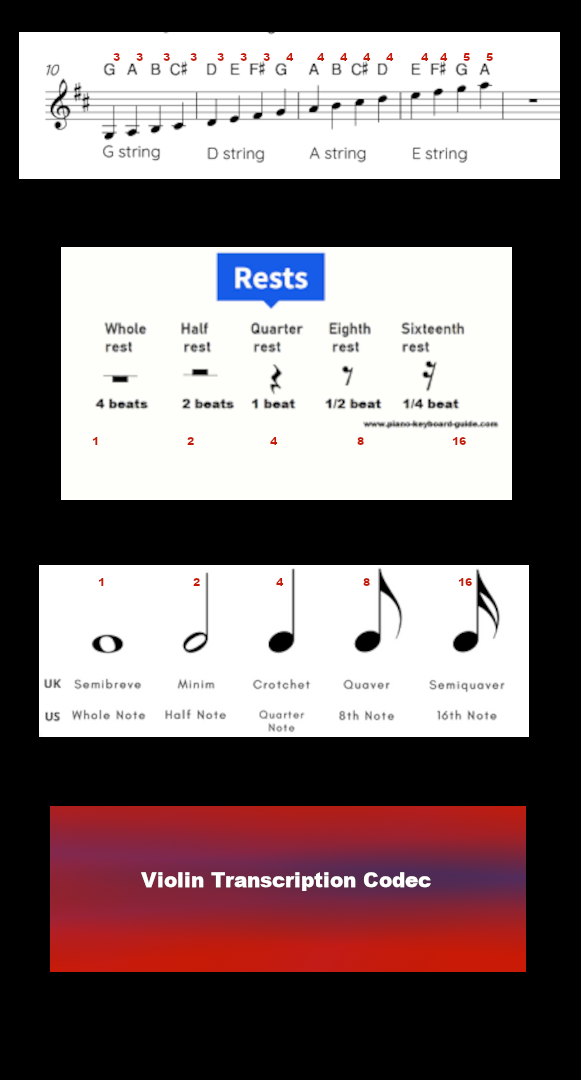 3 3 3 3 3 3 3 4 4 4 4 4 4 4 5 5
10 G A B C♯ D E F♯ G A B C♯ D E F♯ G A
G string D string A string E string
Rests
Whole rest
Half rest
Quarter rest
Eighth rest
Sixteenth rest
4 beats 2 beats 1 beat 1/2 beat 1/4 beat
www.piano-keyboard-guide.com
1 2 4 8 16
1 2 4 8 16
UK Semibreve Minim Crotchet Quaver Semiquaver
US Whole Note Half Note Quarter Note 8th Note 16th Note
Violin Transcription Codec